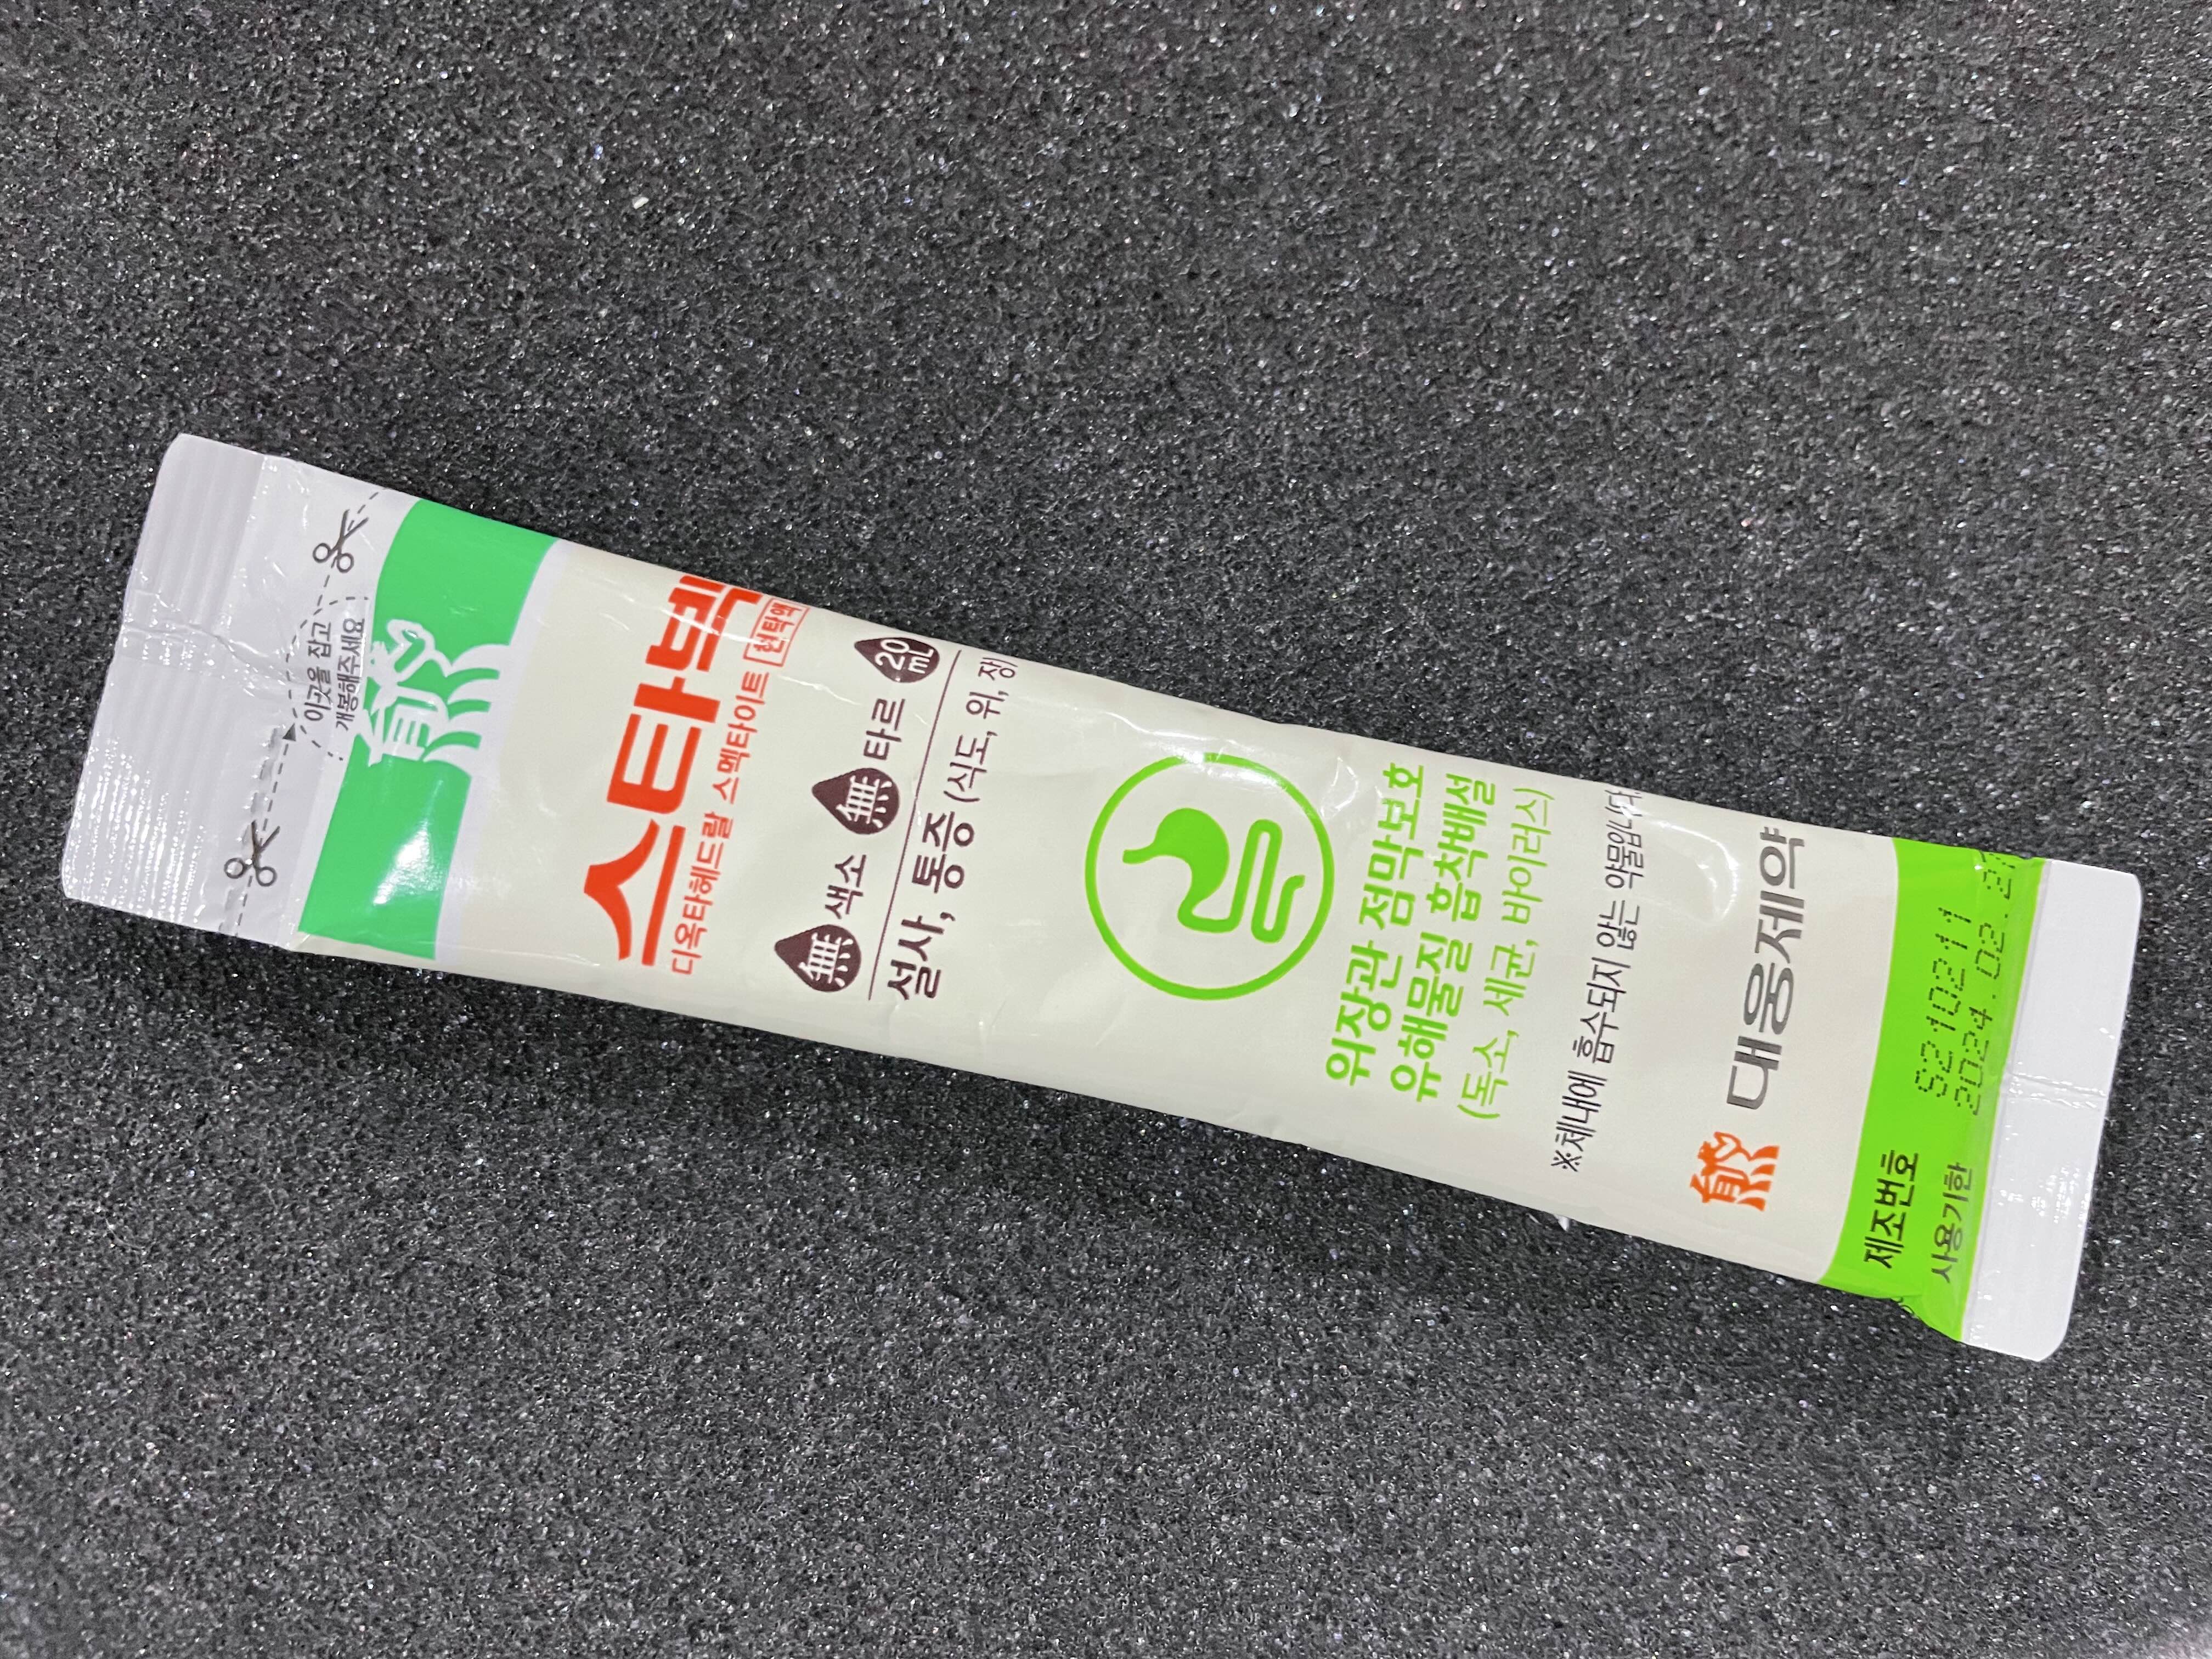 이곳을 잡고
개봉해주세요
스타빅
디옥타헤드랄 스멕타이트 현탁액
無 색소 無 타르 20mL
설사, 통증 (식도, 위, 장)
위장관 점막보호
유해물질 흡착배설
(독소, 세균, 바이러스)
※체내에 흡수되지 않는 약물입니다.
대웅제약
제조번호 S210211
사용기한 2024.02.